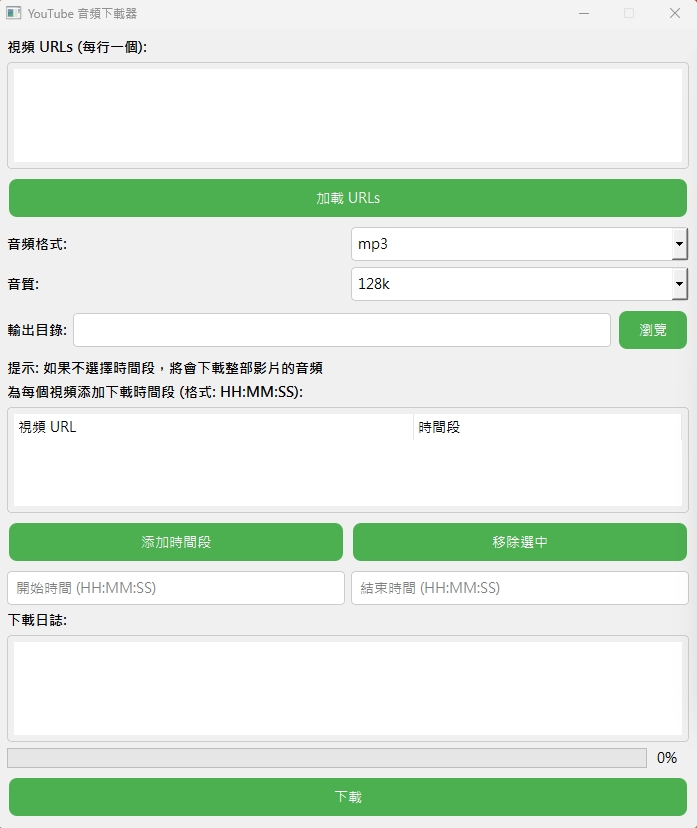 YouTube 音頻下載器
視頻 URLs (每行一個):
加載 URLs
音頻格式:
mp3
音質:
128k
輸出目錄:
瀏覽
提示: 如果不選擇時間段，將會下載整部影片的音頻
為每個視頻添加下載時間段 (格式: HH:MM:SS):
視頻 URL
時間段
添加時間段
移除選中
開始時間 (HH:MM:SS)
結束時間 (HH:MM:SS)
下載日誌:
0%
下載